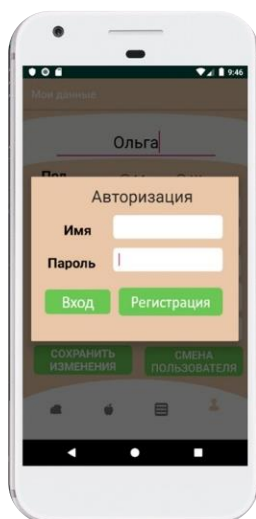 9:46
Мои данные
Ольга
Пол
Авторизация
Имя
Пароль
Вход Регистрация
СОХРАНИТЬ ИЗМЕНЕНИЯ
СМЕНА ПОЛЬЗОВАТЕЛЯ